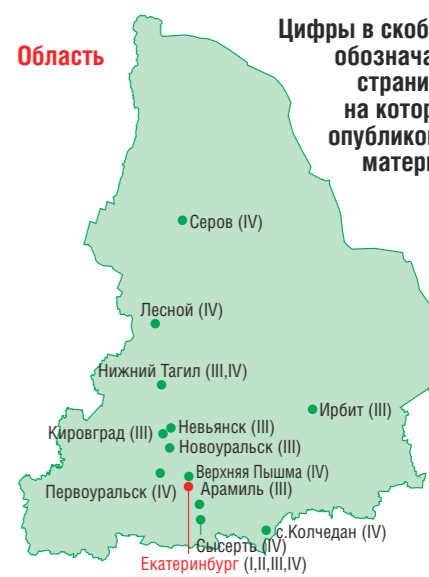 Область
Цифры в скоб
обознача
страни
на котор
опубликов
матери
Серов (IV)
Лесной (IV)
Нижний Тагил (III,IV)
Ирбит (III)
Невьянск (III)
Кировград (III)
Новоуральск (III)
Верхняя Пышма (IV)
Первоуральск (IV)
Арамиль (III)
с.Колчедан (IV)
Сысерть (IV)
Екатеринбург (I,II,III,IV)